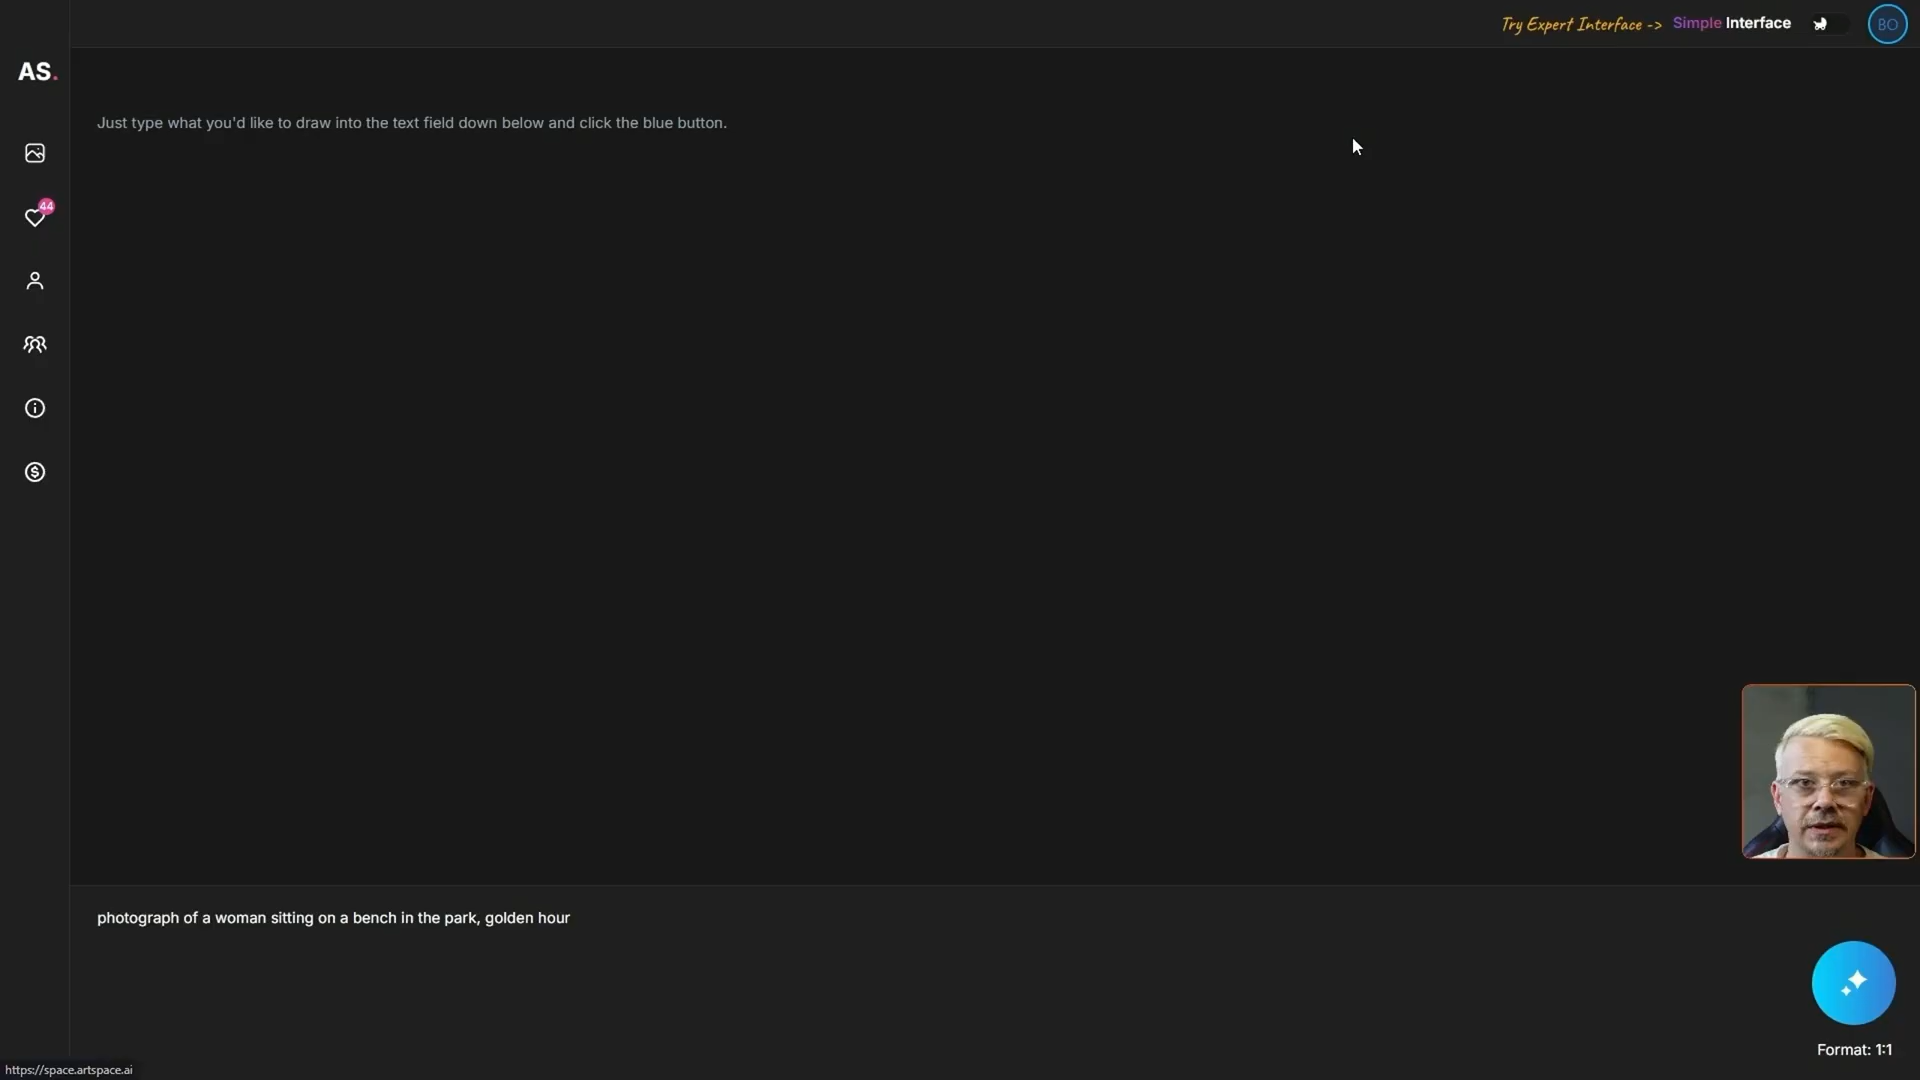 Try Expert Interface -> Simple Interface
BO
AS.
Just type what you'd like to draw into the text field down below and click the blue button.
44
photograph of a woman sitting on a bench in the park, golden hour
Format: 1:1
https://space.artspace.ai